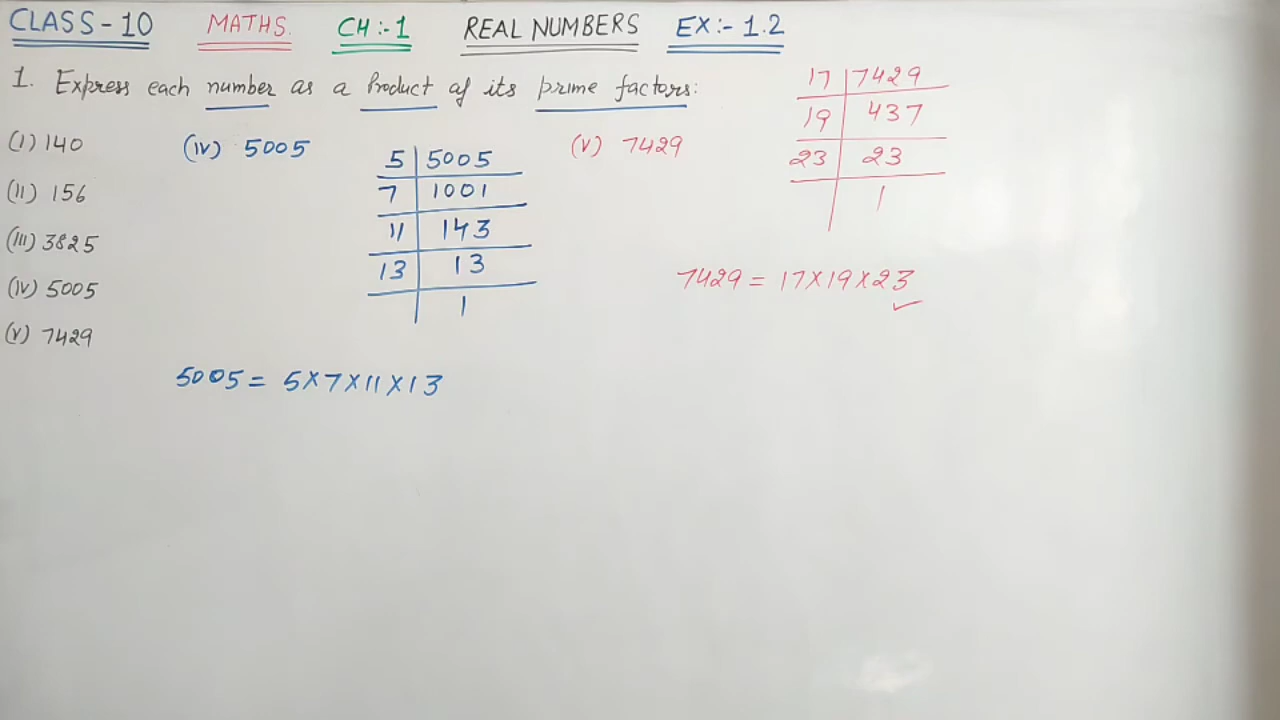 CLASS - 10 MATHS. CH :- 1 REAL NUMBERS EX :- 1.2
1. Express each number as a Product of its prime factors:
(I) 140
(II) 156
(III) 3825
(IV) 5005
(V) 7429
(IV) 5005
5 | 5005
7 | 1001
11 | 143
13 | 13
1
5005 = 5×7×11×13
(V) 7429
17 | 7429
19 | 437
23 | 23
1
7429 = 17×19×23 ✓